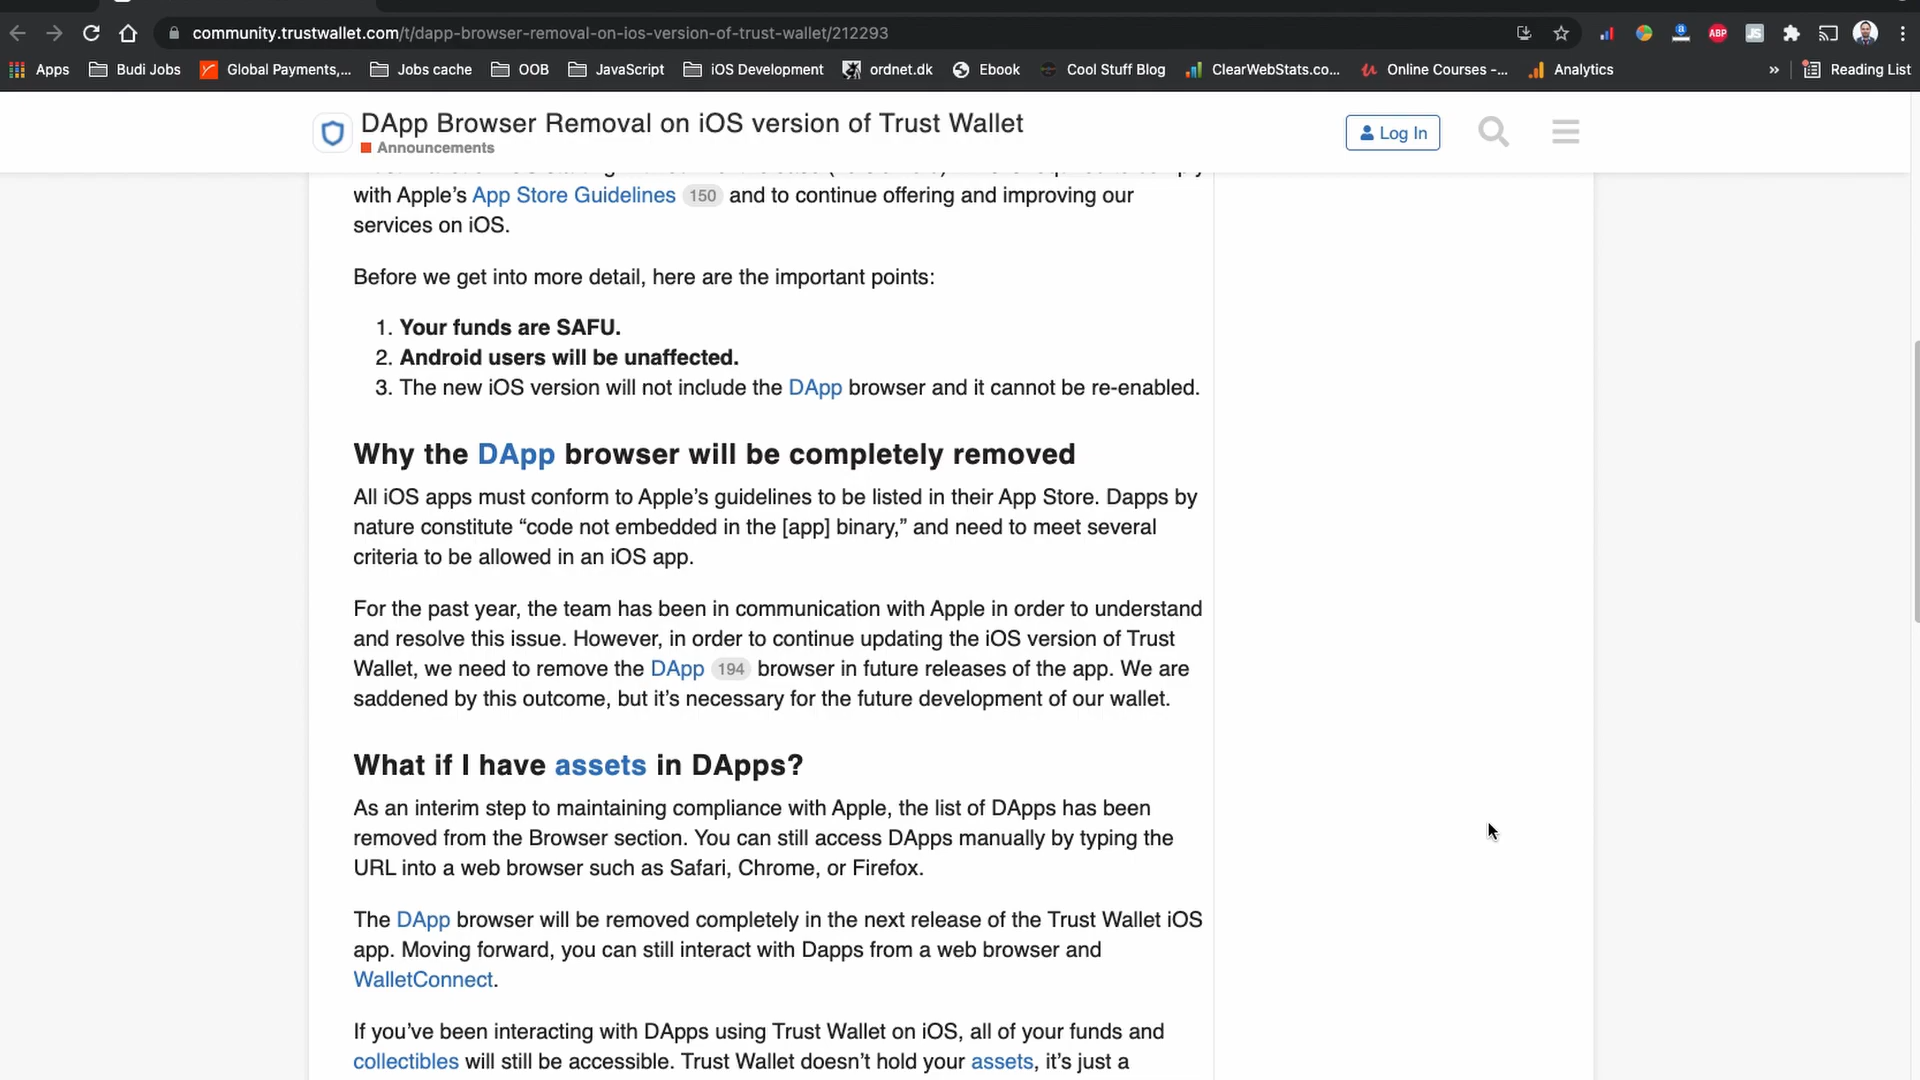 community.trustwallet.com/t/dapp-browser-removal-on-ios-version-of-trust-wallet/212293
ABP
JS
Apps Budi Jobs Global Payments,... Jobs cache OOB JavaScript iOS Development ordnet.dk Ebook Cool Stuff Blog ClearWebStats.co... Online Courses -... Analytics » Reading List
DApp Browser Removal on iOS version of Trust Wallet
Announcements
Log In
with Apple’s App Store Guidelines 150 and to continue offering and improving our
services on iOS.
Before we get into more detail, here are the important points:
1. Your funds are SAFU.
2. Android users will be unaffected.
3. The new iOS version will not include the DApp browser and it cannot be re-enabled.
Why the DApp browser will be completely removed
All iOS apps must conform to Apple’s guidelines to be listed in their App Store. Dapps by
nature constitute “code not embedded in the [app] binary,” and need to meet several
criteria to be allowed in an iOS app.
For the past year, the team has been in communication with Apple in order to understand
and resolve this issue. However, in order to continue updating the iOS version of Trust
Wallet, we need to remove the DApp 194 browser in future releases of the app. We are
saddened by this outcome, but it’s necessary for the future development of our wallet.
What if I have assets in DApps?
As an interim step to maintaining compliance with Apple, the list of DApps has been
removed from the Browser section. You can still access DApps manually by typing the
URL into a web browser such as Safari, Chrome, or Firefox.
The DApp browser will be removed completely in the next release of the Trust Wallet iOS
app. Moving forward, you can still interact with Dapps from a web browser and
WalletConnect.
If you’ve been interacting with DApps using Trust Wallet on iOS, all of your funds and
collectibles will still be accessible. Trust Wallet doesn’t hold your assets, it’s just a